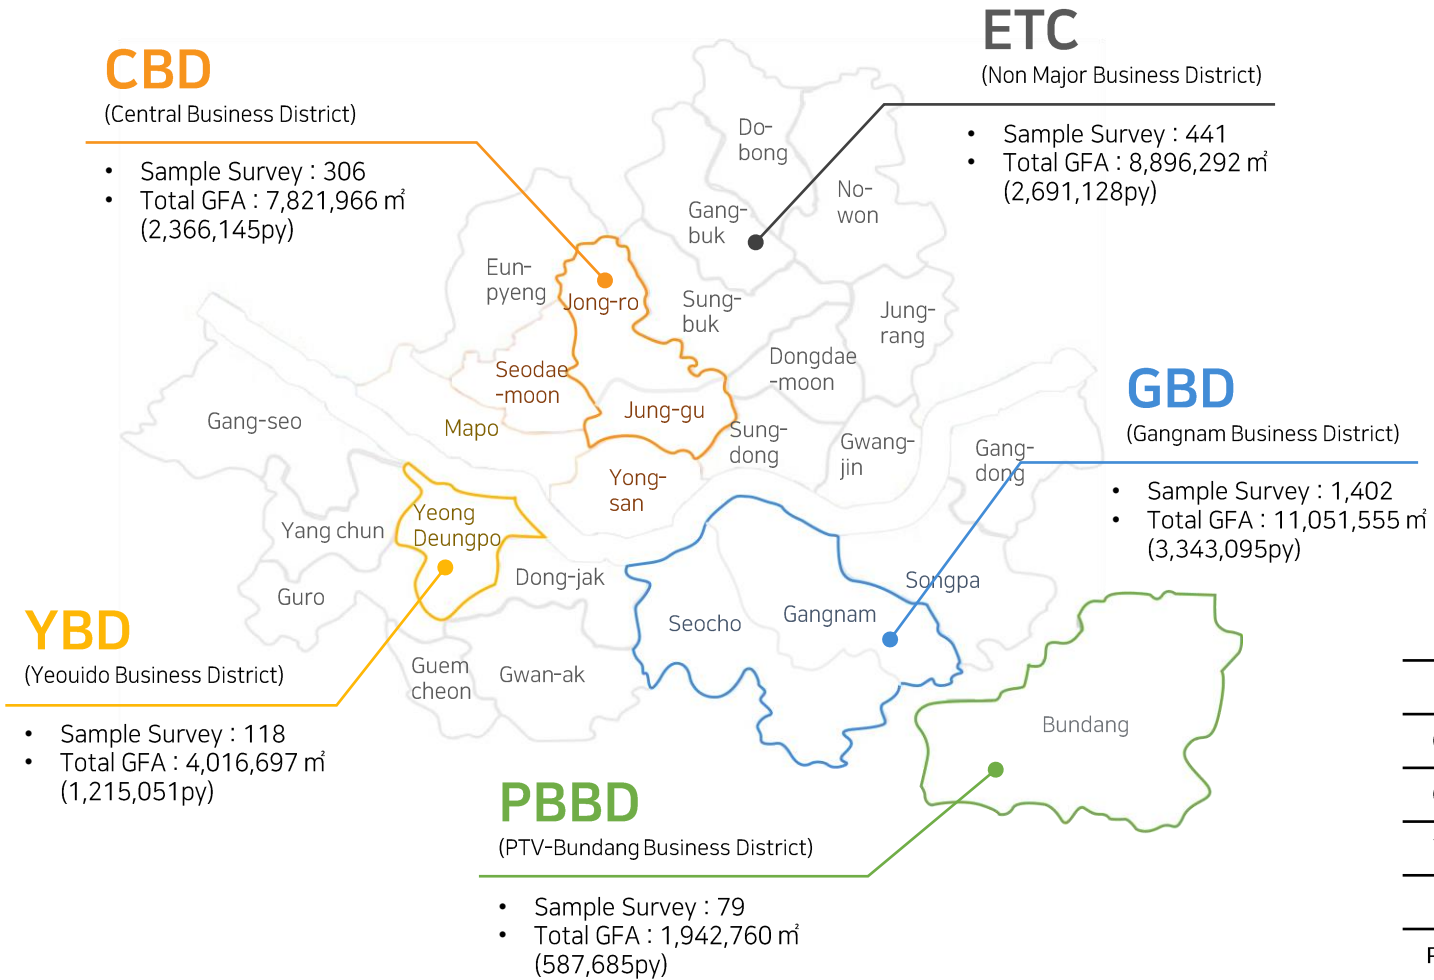 ETC
(Non Major Business District)
• Sample Survey : 441
• Total GFA : 8,896,292 ㎡
(2,691,128py)
CBD
(Central Business District)
• Sample Survey : 306
• Total GFA : 7,821,966 ㎡
(2,366,145py)
Do-
bong
No-
won
Gang-
buk
Eun-
pyeng
Jong-ro
Sung-
buk
Jung-
rang
Dongdae
-moon
Seodae
-moon
Jung-gu
Mapo
Gang-seo
Sung-
dong
Gwang-
jin
Gang-
dong
GBD
(Gangnam Business District)
• Sample Survey : 1,402
• Total GFA : 11,051,555 ㎡
(3,343,095py)
Yong-
san
Yang chun
Yeong
Deungpo
Dong-jak
Guro
Songpa
Seocho
Gangnam
YBD
(Yeouido Business District)
• Sample Survey : 118
• Total GFA : 4,016,697 ㎡
(1,215,051py)
Guem
cheon
Gwan-ak
Bundang
PBBD
(PTV-Bundang Business District)
• Sample Survey : 79
• Total GFA : 1,942,760 ㎡
(587,685py)